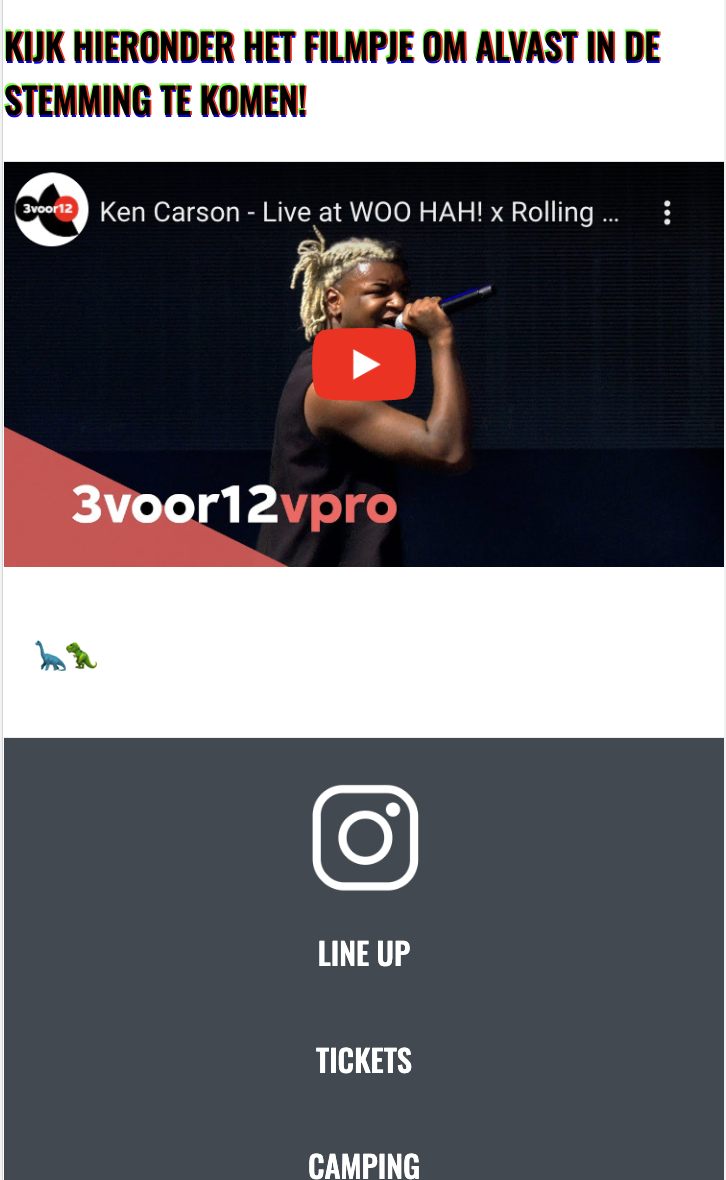 KIJK HIERONDER HET FILMPJE OM ALVAST IN DE
STEMMING TE KOMEN!
3voor12
Ken Carson - Live at WOO HAH! x Rolling ...
3voor12vpro
LINE UP
TICKETS
CAMPING